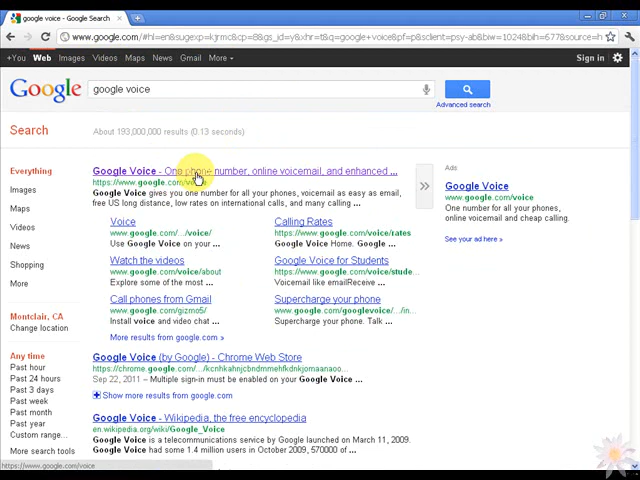 google voice - Google Search
www.google.com/#hl=en&sugexp=kjrmc&cp=8&gs_id=y&xhr=t&q=google+voice&pf=p&sclient=psy-ab&biw=1024&bih=677&source=h
+You Web Images Videos Maps News Gmail More Sign in
Google
google voice
Advanced search
Search
About 193,000,000 results (0.13 seconds)
Everything
Images
Maps
Videos
News
Shopping
More
Montclair, CA
Change location
Any time
Past hour
Past 24 hours
Past 3 days
Past week
Past month
Past year
Custom range...
More search tools
Google Voice - One phone number, online voicemail, and enhanced ...
https://www.google.com/voice
Google Voice gives you one number for all your phones, voicemail as easy as email,
free US long distance, low rates on international calls, and many calling ...
Voice
www.google.com/.../voice/
Use Google Voice on your ...
Calling Rates
https://www.google.com/voice/rates
Google Voice Home. Google ...
Watch the videos
www.google.com/voice/about
Explore some of the most ...
Google Voice for Students
https://www.google.com/voice/stude...
Voicemail like emailReceive ...
Call phones from Gmail
www.google.com/gizmo5/
Install voice and video chat ...
Supercharge your phone
www.google.com/googlevoice/.../in...
Supercharge your phone. Talk ...
More results from google.com »
Google Voice (by Google) - Chrome Web Store
https://chrome.google.com/.../kcnhkahnjcbndmmehfkdnkjomaanaoo...
Sep 22, 2011 – Multiple sign-in must be enabled on your Google Voice ...
Show more results from google.com
Google Voice - Wikipedia, the free encyclopedia
en.wikipedia.org/wiki/Google_Voice
Google Voice is a telecommunications service by Google launched on March 11, 2009.
Google Voice had some 1.4 million users in October 2009, 570000 of ...
Ads
Google Voice
www.google.com/voice
One number for all your phones,
online voicemail and cheap calling.
See your ad here »
https://www.google.com/voice